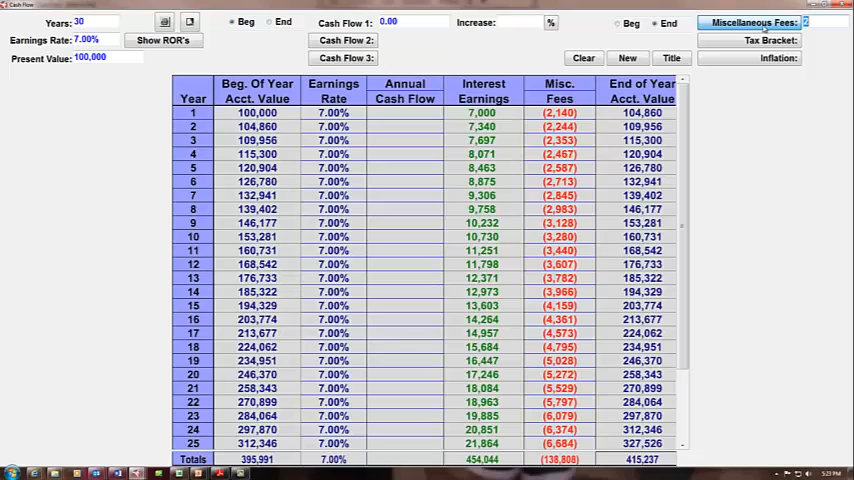 Cash Flow
Years: 30 Beg End Cash Flow 1: 0.00 Increase: % Beg End Miscellaneous Fees: 2
Earnings Rate: 7.00% Show ROR's Cash Flow 2: Tax Bracket:
Present Value: 100,000 Cash Flow 3: Clear New Title Inflation:
Beg. Of Year Earnings Annual Interest Misc. End of Year
Year Acct. Value Rate Cash Flow Earnings Fees Acct. Value
1 100,000 7.00% 7,000 (2,140) 104,860
2 104,860 7.00% 7,340 (2,244) 109,956
3 109,956 7.00% 7,697 (2,353) 115,300
4 115,300 7.00% 8,071 (2,467) 120,904
5 120,904 7.00% 8,463 (2,587) 126,780
6 126,780 7.00% 8,875 (2,713) 132,941
7 132,941 7.00% 9,306 (2,845) 139,402
8 139,402 7.00% 9,758 (2,983) 146,177
9 146,177 7.00% 10,232 (3,128) 153,281
10 153,281 7.00% 10,730 (3,280) 160,731
11 160,731 7.00% 11,251 (3,440) 168,542
12 168,542 7.00% 11,798 (3,607) 176,733
13 176,733 7.00% 12,371 (3,782) 185,322
14 185,322 7.00% 12,973 (3,966) 194,329
15 194,329 7.00% 13,603 (4,159) 203,774
16 203,774 7.00% 14,264 (4,361) 213,677
17 213,677 7.00% 14,957 (4,573) 224,062
18 224,062 7.00% 15,684 (4,795) 234,951
19 234,951 7.00% 16,447 (5,028) 246,370
20 246,370 7.00% 17,246 (5,272) 258,343
21 258,343 7.00% 18,084 (5,529) 270,899
22 270,899 7.00% 18,963 (5,797) 284,064
23 284,064 7.00% 19,885 (6,079) 297,870
24 297,870 7.00% 20,851 (6,374) 312,346
25 312,346 7.00% 21,864 (6,684) 327,526
Totals 395,991 7.00% 454,044 (138,808) 415,237
5:23 PM